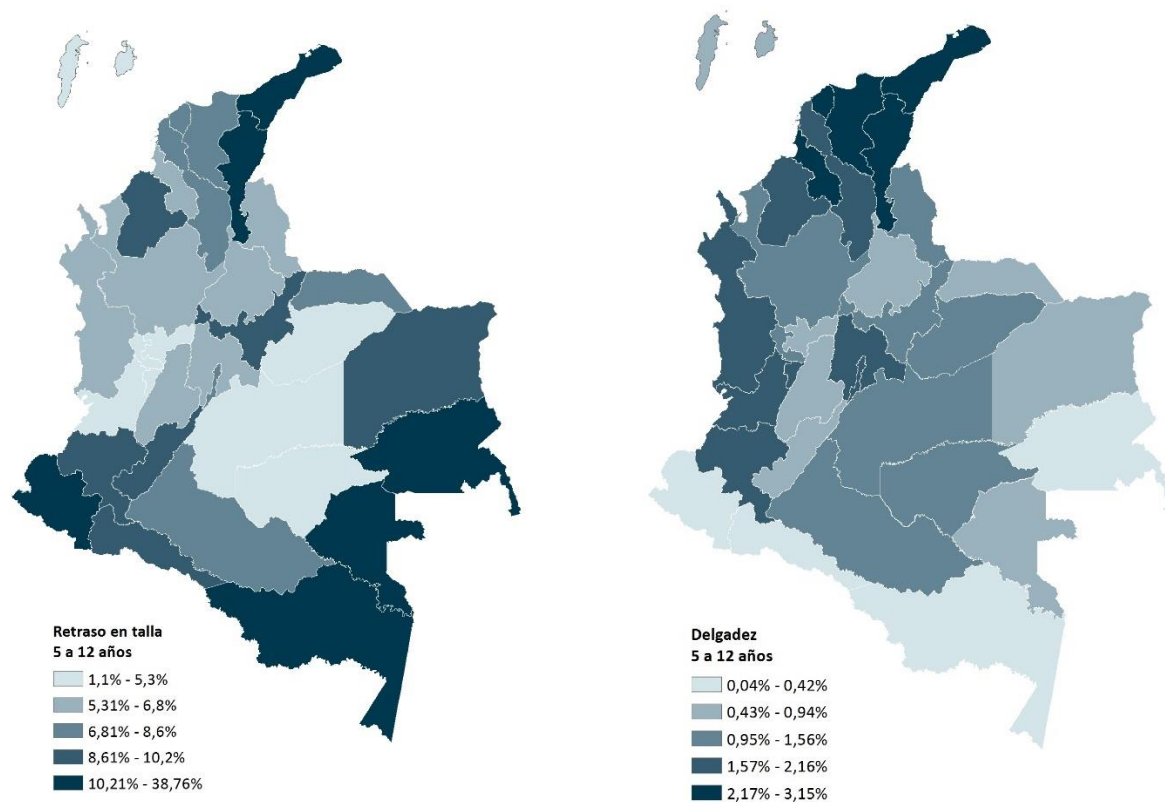 Retraso en talla
5 a 12 años
1,1% - 5,3%
5,31% - 6,8%
6,81% - 8,6%
8,61% - 10,2%
10,21% - 38,76%
Delgadez
5 a 12 años
0,04% - 0,42%
0,43% - 0,94%
0,95% - 1,56%
1,57% - 2,16%
2,17% - 3,15%